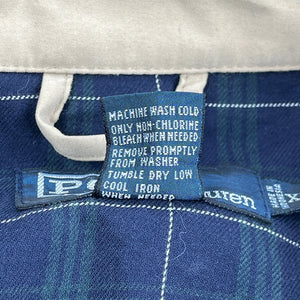 MACHINE WASH COLD
ONLY NON-CHLORINE
BLEACH WHEN NEEDED
REMOVE PROMPTLY
FROM WASHER
TUMBLE DRY LOW
COOL IRON
WHEN NEEDED
PO uren
X